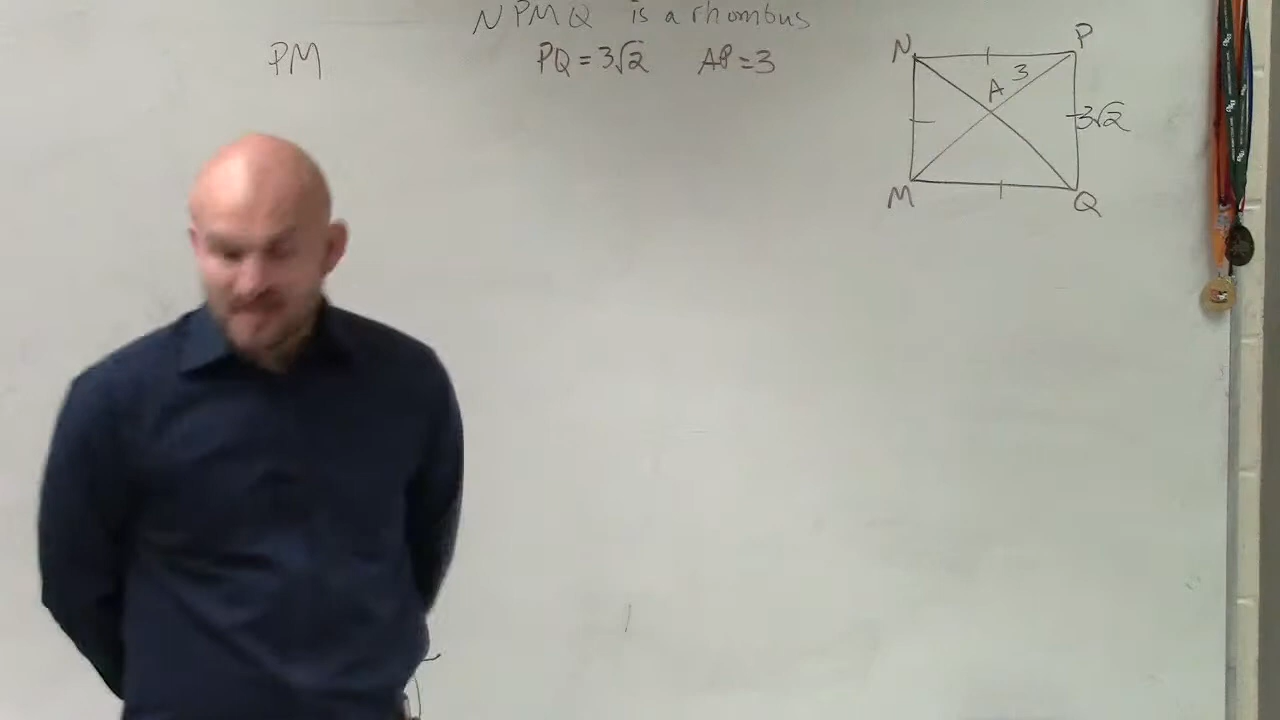 NPMQ is a rhombus
PM PQ = 3√2 AP = 3
N P
A 3
3√2
M Q